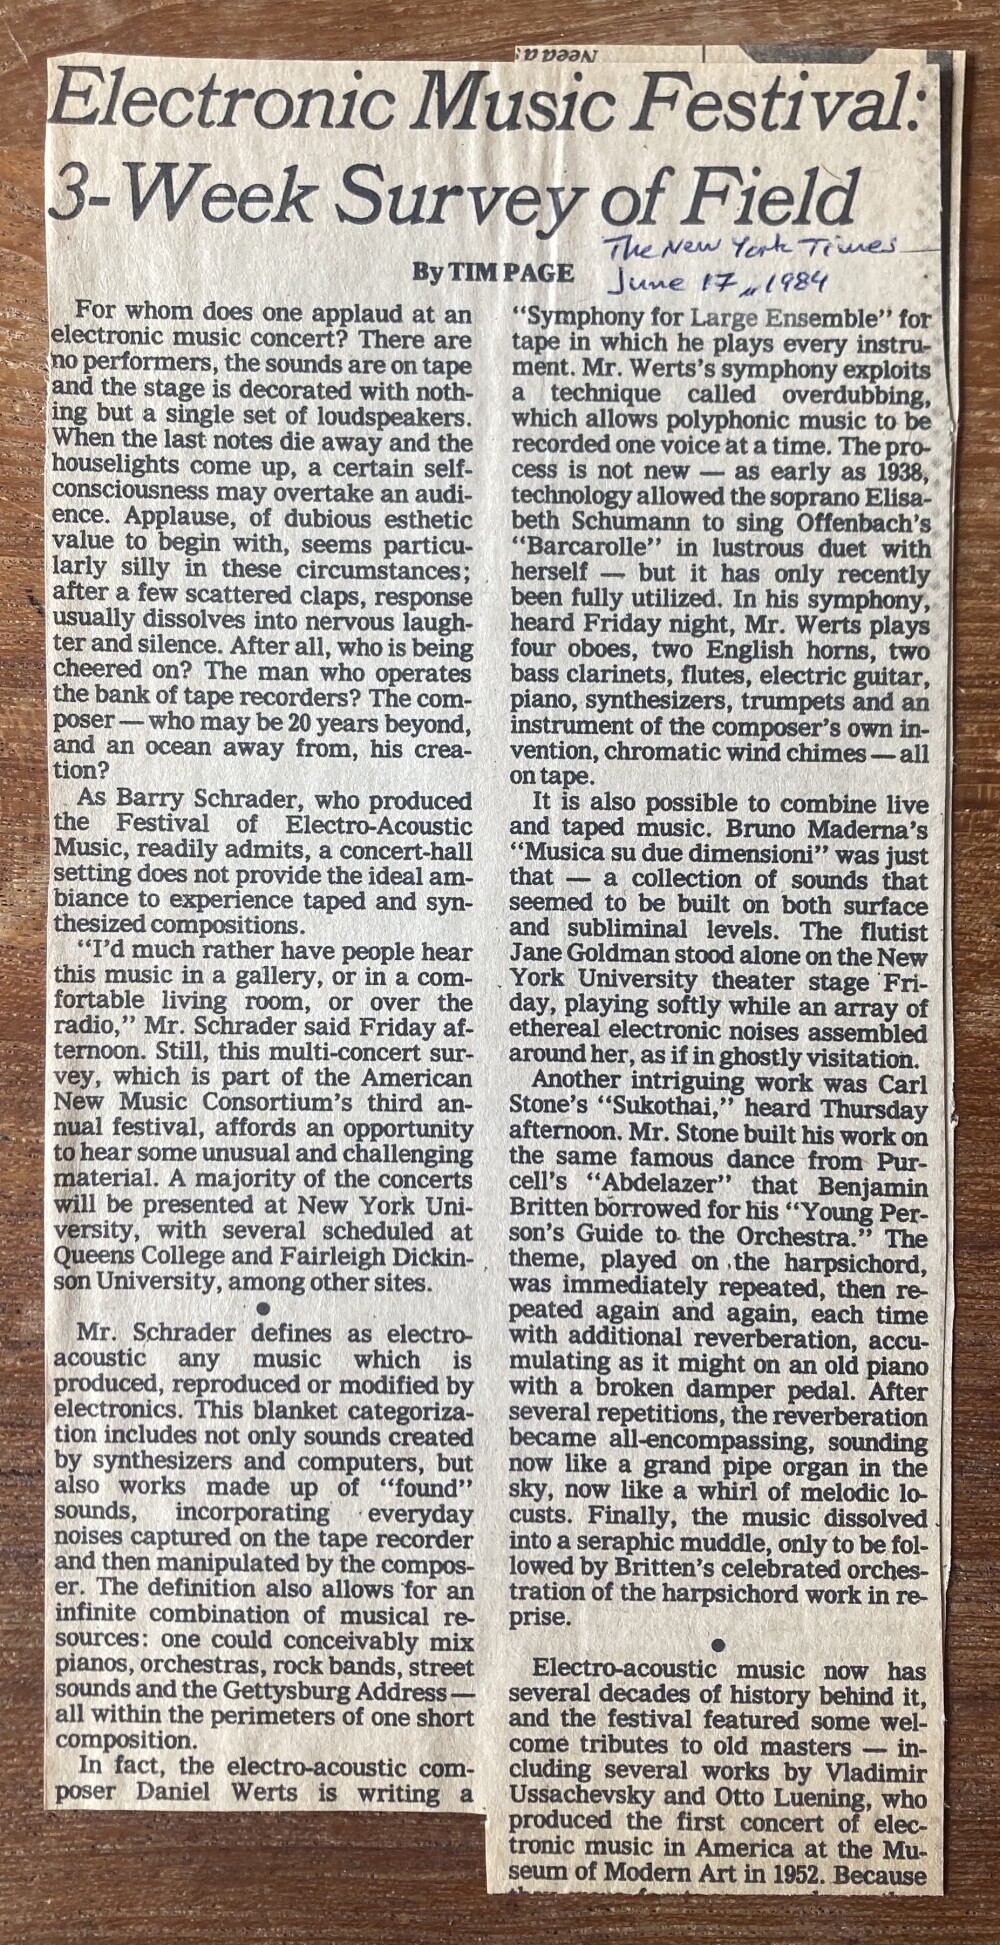 Need a
Electronic Music Festival:
3-Week Survey of Field
The New York Times
June 17, 1984
By TIM PAGE
For whom does one applaud at an
electronic music concert? There are
no performers, the sounds are on tape
and the stage is decorated with noth-
ing but a single set of loudspeakers.
When the last notes die away and the
houselights come up, a certain self-
consciousness may overtake an audi-
ence. Applause, of dubious esthetic
value to begin with, seems particu-
larly silly in these circumstances;
after a few scattered claps, response
usually dissolves into nervous laugh-
ter and silence. After all, who is being
cheered on? The man who operates
the bank of tape recorders? The com-
poser — who may be 20 years beyond,
and an ocean away from, his crea-
tion?
As Barry Schrader, who produced
the Festival of Electro-Acoustic
Music, readily admits, a concert-hall
setting does not provide the ideal am-
biance to experience taped and syn-
thesized compositions.
“I’d much rather have people hear
this music in a gallery, or in a com-
fortable living room, or over the
radio,” Mr. Schrader said Friday af-
ternoon. Still, this multi-concert sur-
vey, which is part of the American
New Music Consortium’s third an-
nual festival, affords an opportunity
to hear some unusual and challenging
material. A majority of the concerts
will be presented at New York Uni-
versity, with several scheduled at
Queens College and Fairleigh Dickin-
son University, among other sites.
●
Mr. Schrader defines as electro-
acoustic any music which is
produced, reproduced or modified by
electronics. This blanket categoriza-
tion includes not only sounds created
by synthesizers and computers, but
also works made up of “found”
sounds, incorporating everyday
noises captured on the tape recorder
and then manipulated by the compos-
er. The definition also allows for an
infinite combination of musical re-
sources: one could conceivably mix
pianos, orchestras, rock bands, street
sounds and the Gettysburg Address —
all within the perimeters of one short
composition.
In fact, the electro-acoustic com-
poser Daniel Werts is writing a
“Symphony for Large Ensemble” for
tape in which he plays every instru-
ment. Mr. Werts’s symphony exploits
a technique called overdubbing,
which allows polyphonic music to be
recorded one voice at a time. The pro-
cess is not new — as early as 1938,
technology allowed the soprano Elisa-
beth Schumann to sing Offenbach’s
“Barcarolle” in lustrous duet with
herself — but it has only recently
been fully utilized. In his symphony,
heard Friday night, Mr. Werts plays
four oboes, two English horns, two
bass clarinets, flutes, electric guitar,
piano, synthesizers, trumpets and an
instrument of the composer’s own in-
vention, chromatic wind chimes — all
on tape.
It is also possible to combine live
and taped music. Bruno Maderna’s
“Musica su due dimensioni” was just
that — a collection of sounds that
seemed to be built on both surface
and subliminal levels. The flutist
Jane Goldman stood alone on the New
York University theater stage Fri-
day, playing softly while an array of
ethereal electronic noises assembled
around her, as if in ghostly visitation.
Another intriguing work was Carl
Stone’s “Sukothai,” heard Thursday
afternoon. Mr. Stone built his work on
the same famous dance from Pur-
cell’s “Abdelazer” that Benjamin
Britten borrowed for his “Young Per-
son’s Guide to the Orchestra.” The
theme, played on the harpsichord,
was immediately repeated, then re-
peated again and again, each time
with additional reverberation, accu-
mulating as it might on an old piano
with a broken damper pedal. After
several repetitions, the reverberation
became all-encompassing, sounding
now like a grand pipe organ in the
sky, now like a whirl of melodic lo-
custs. Finally, the music dissolved
into a seraphic muddle, only to be fol-
lowed by Britten’s celebrated orches-
tration of the harpsichord work in re-
prise.
●
Electro-acoustic music now has
several decades of history behind it,
and the festival featured some wel-
come tributes to old masters — in-
cluding several works by Vladimir
Ussachevsky and Otto Luening, who
produced the first concert of elec-
tronic music in America at the Mu-
seum of Modern Art in 1952. Because